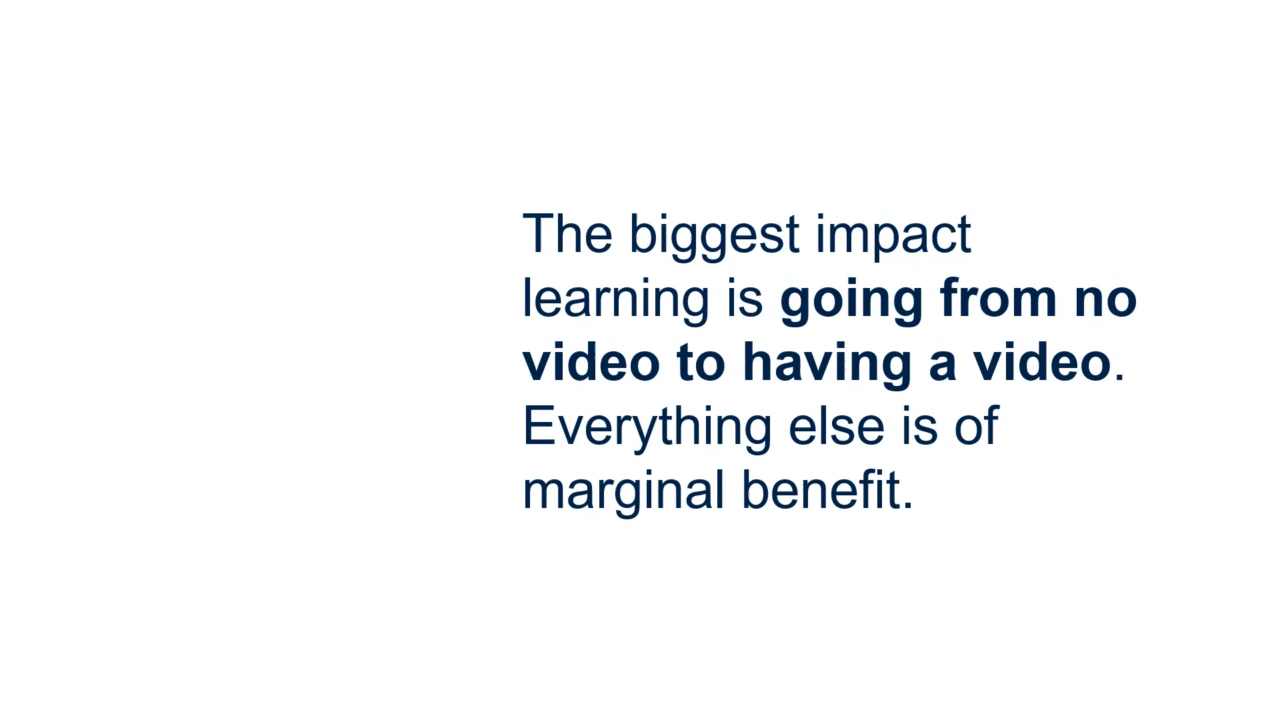 The biggest impact
learning is going from no
video to having a video.
Everything else is of
marginal benefit.